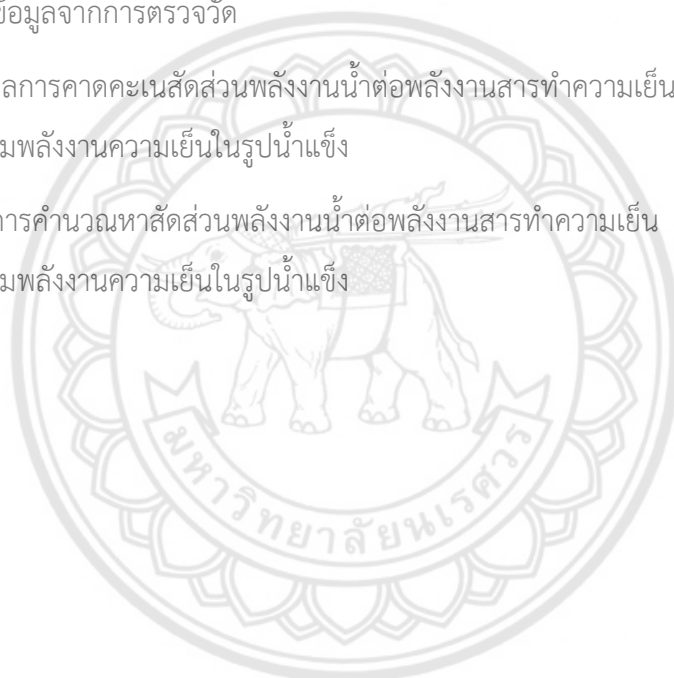 ข้อมูลจากการตรวจวัด
ลการคาดคะเนสัดส่วนพลังงานน้ำต่อพลังงานสารทำความเย็น
มพลังงานความเย็นในรูปน้ำแข็ง
การคำนวณหาสัดส่วนพลังงานน้ำต่อพลังงานสารทำความเย็น
มพลังงานความเย็นในรูปน้ำแข็ง
มหาวิทยาลัยนเรศวร